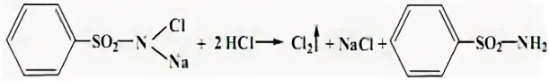 Cl
SO₂—N + 2 HCl → Cl₂↑ + NaCl + SO₂—NH₂
Na